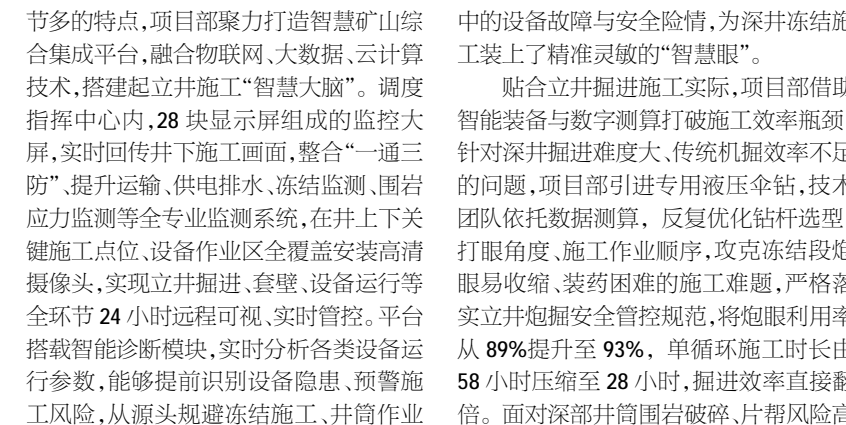 节多的特点,项目部聚力打造智慧矿山综
合集成平台,融合物联网、大数据、云计算
技术,搭建起立井施工“智慧大脑”。调度
指挥中心内,28 块显示屏组成的监控大
屏,实时回传井下施工画面,整合“一通三
防”、提升运输、供电排水、冻结监测、围岩
应力监测等全专业监测系统,在井上下关
键施工点位、设备作业区全覆盖安装高清
摄像头,实现立井掘进、套壁、设备运行等
全环节 24 小时远程可视、实时管控。平台
搭载智能诊断模块,实时分析各类设备运
行参数,能够提前识别设备隐患、预警施
工风险,从源头规避冻结施工、井筒作业
中的设备故障与安全险情,为深井冻结施
工装上了精准灵敏的“智慧眼”。
贴合立井掘进施工实际,项目部借助
智能装备与数字测算打破施工效率瓶颈
针对深井掘进难度大、传统机掘效率不足
的问题,项目部引进专用液压伞钻,技术
团队依托数据测算,反复优化钻杆选型
打眼角度、施工作业顺序,攻克冻结段炮
眼易收缩、装药困难的施工难题,严格落
实立井炮掘安全管控规范,将炮眼利用率
从 89%提升至 93%,单循环施工时长由
58 小时压缩至 28 小时,掘进效率直接翻
倍。面对深部井筒围岩破碎、片帮风险高